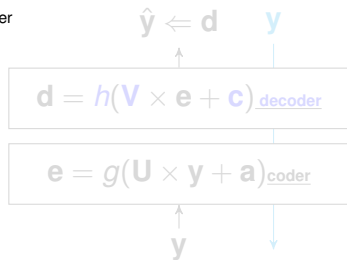 er
ŷ ⇐ d y
d = h(V × e + c) decoder
e = g(U × y + a) coder
y